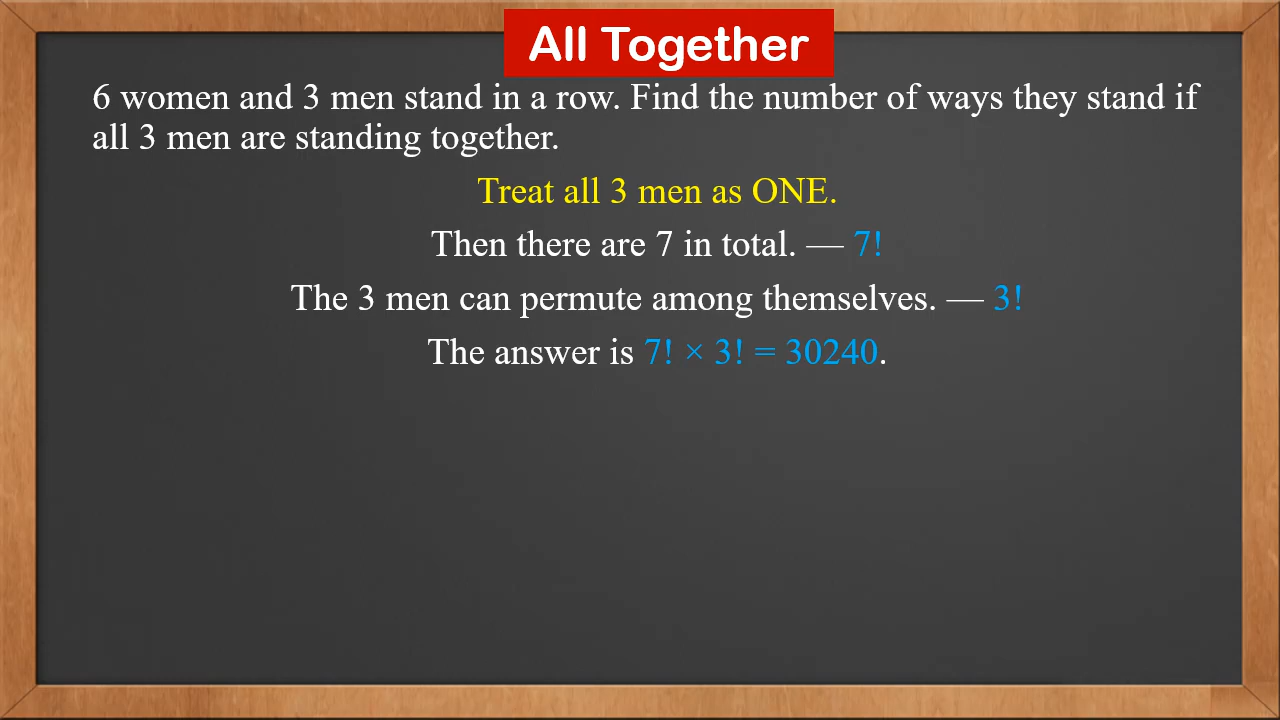 All Together
6 women and 3 men stand in a row. Find the number of ways they stand if
all 3 men are standing together.
Treat all 3 men as ONE.
Then there are 7 in total. — 7!
The 3 men can permute among themselves. — 3!
The answer is 7! × 3! = 30240.